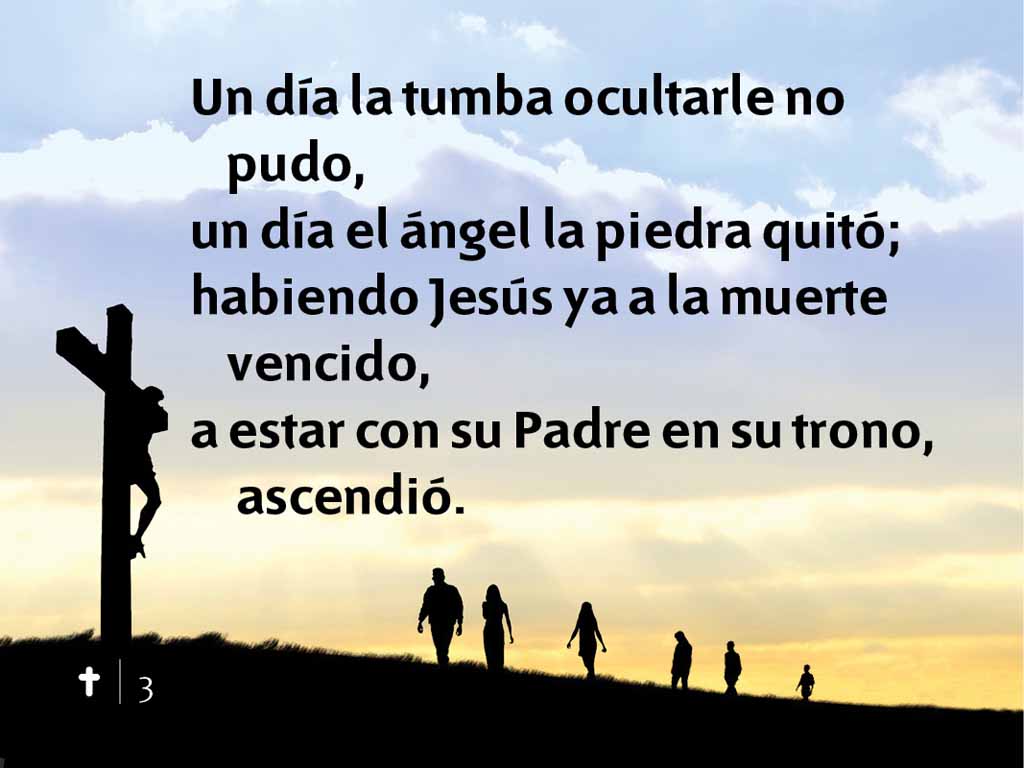 Un día la tumba ocultarle no
pudo,
un día el ángel la piedra quitó;
habiendo Jesús ya a la muerte
vencido,
a estar con su Padre en su trono,
ascendió.
3